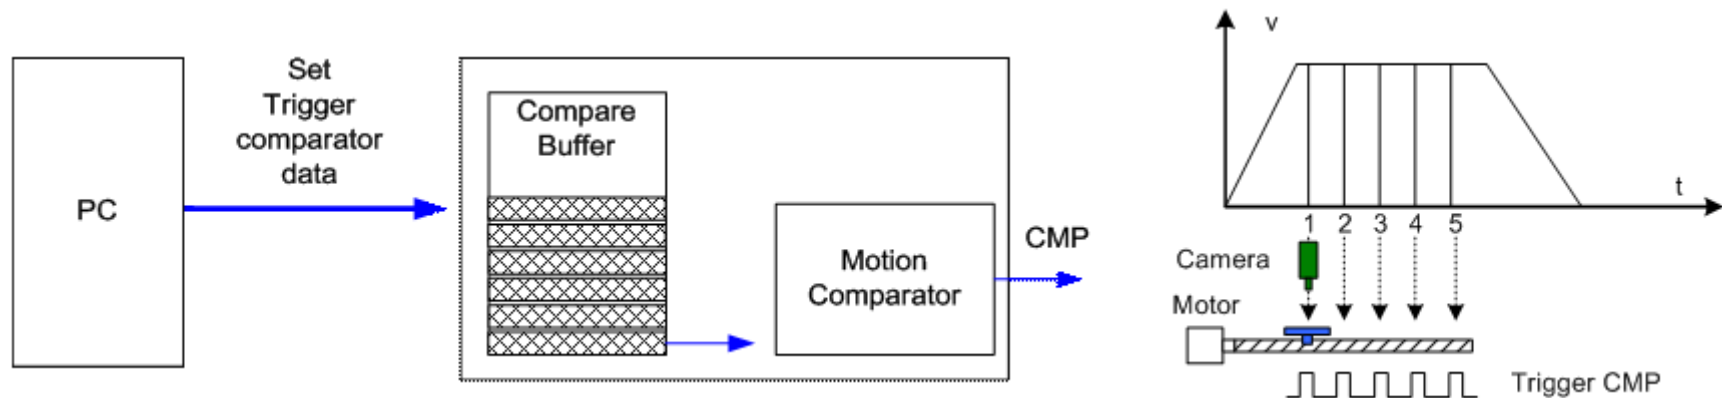 PC
Set
Trigger
comparator
data
Compare
Buffer
Motion
Comparator
CMP
v
t
1 2 3 4 5
Camera
Motor
Trigger CMP